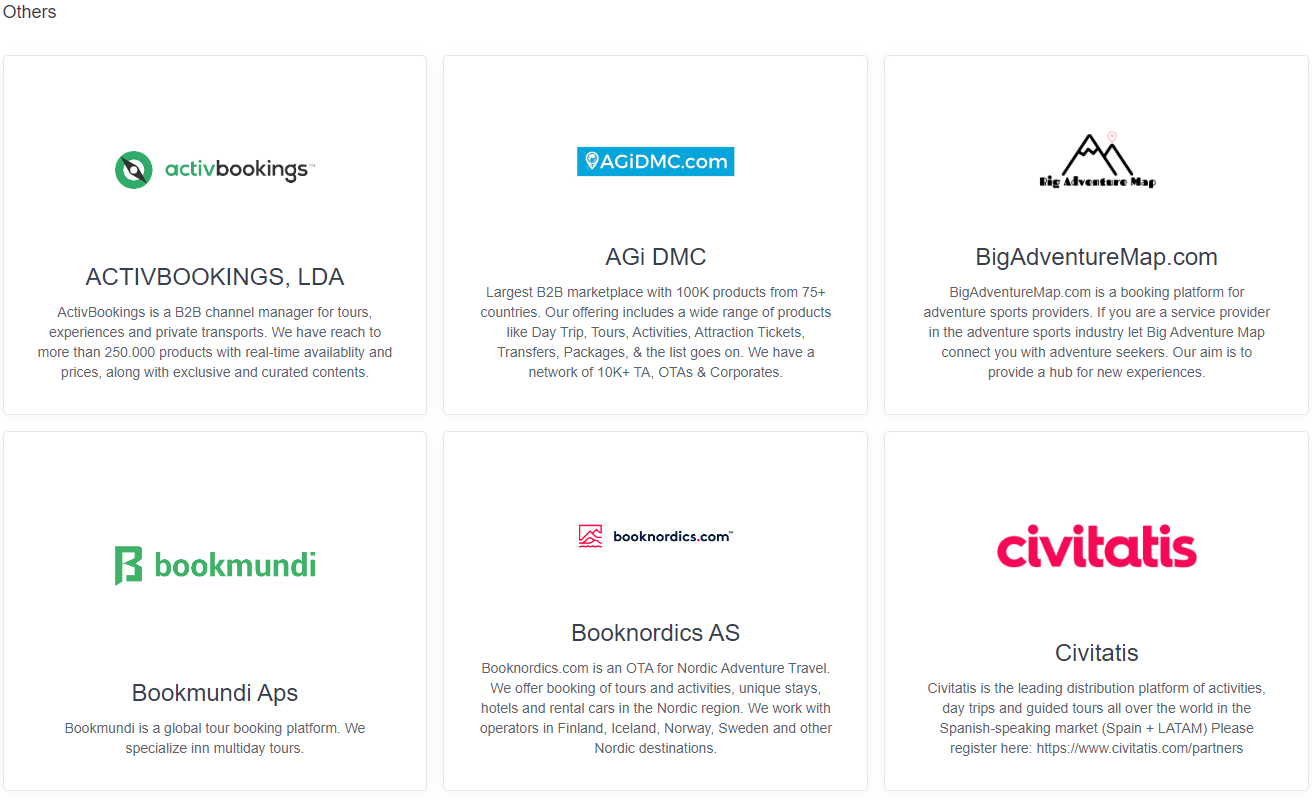 Others
activbookings™
ACTIVBOOKINGS, LDA
ActivBookings is a B2B channel manager for tours,
experiences and private transports. We have reach to
more than 250.000 products with real-time availablity and
prices, along with exclusive and curated contents.
AGiDMC.com
AGi DMC
Largest B2B marketplace with 100K products from 75+
countries. Our offering includes a wide range of products
like Day Trip, Tours, Activities, Attraction Tickets,
Transfers, Packages, & the list goes on. We have a
network of 10K+ TA, OTAs & Corporates.
Big Adventure Map
BigAdventureMap.com
BigAdventureMap.com is a booking platform for
adventure sports providers. If you are a service provider
in the adventure sports industry let Big Adventure Map
connect you with adventure seekers. Our aim is to
provide a hub for new experiences.
bookmundi
Bookmundi Aps
Bookmundi is a global tour booking platform. We
specialize inn multiday tours.
booknordics.com™
Booknordics AS
Booknordics.com is an OTA for Nordic Adventure Travel.
We offer booking of tours and activities, unique stays,
hotels and rental cars in the Nordic region. We work with
operators in Finland, Iceland, Norway, Sweden and other
Nordic destinations.
civitatis
Civitatis
Civitatis is the leading distribution platform of activities,
day trips and guided tours all over the world in the
Spanish-speaking market (Spain + LATAM) Please
register here: https://www.civitatis.com/partners